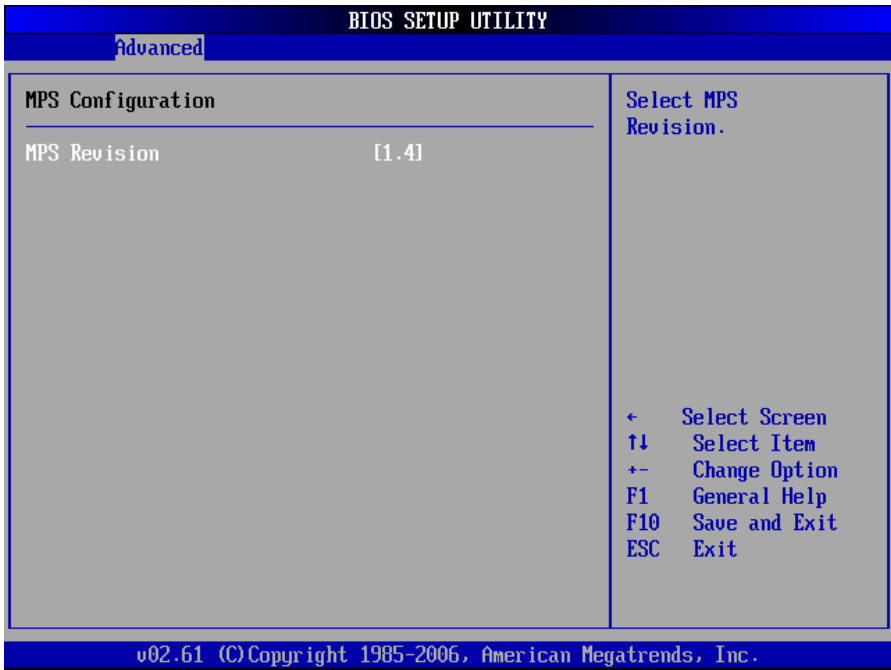 BIOS SETUP UTILITY
Advanced
MPS Configuration
MPS Revision [1.4]
Select MPS
Revision.
← Select Screen
↑↓ Select Item
+- Change Option
F1 General Help
F10 Save and Exit
ESC Exit
v02.61 (C)Copyright 1985-2006, American Megatrends, Inc.